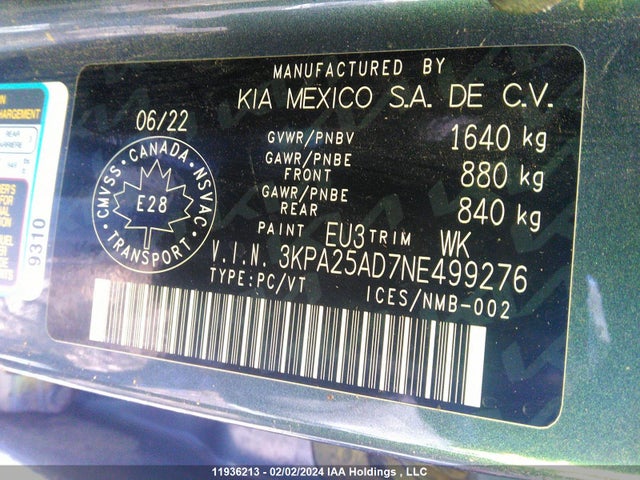 MANUFACTURED BY
KIA MEXICO S.A. DE C.V.
06/22
GVWR/PNBV 1640 kg
GAWR/PNBE
FRONT 880 kg
GAWR/PNBE
REAR 840 kg
CANADA NSVAC TRANSPORT CMVSS
E28
PAINT EU3 TRIM WK
V.I.N. 3KPA25AD7NE499276
TYPE:PC/VT ICES/NMB-002
REAR
9310
11936213 - 02/02/2024 IAA Holdings , LLC